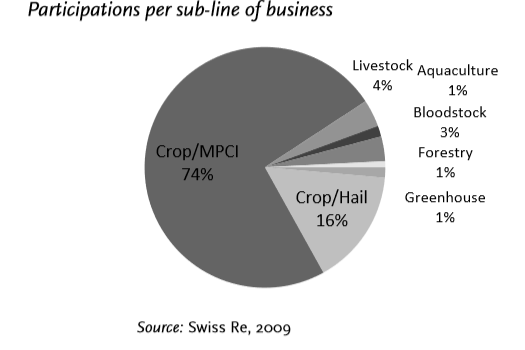 Participations per sub-line of business
Livestock
4%
Aquaculture
1%
Bloodstock
3%
Forestry
1%
Greenhouse
1%
Crop/MPCI
74%
Crop/Hail
16%
Source: Swiss Re, 2009